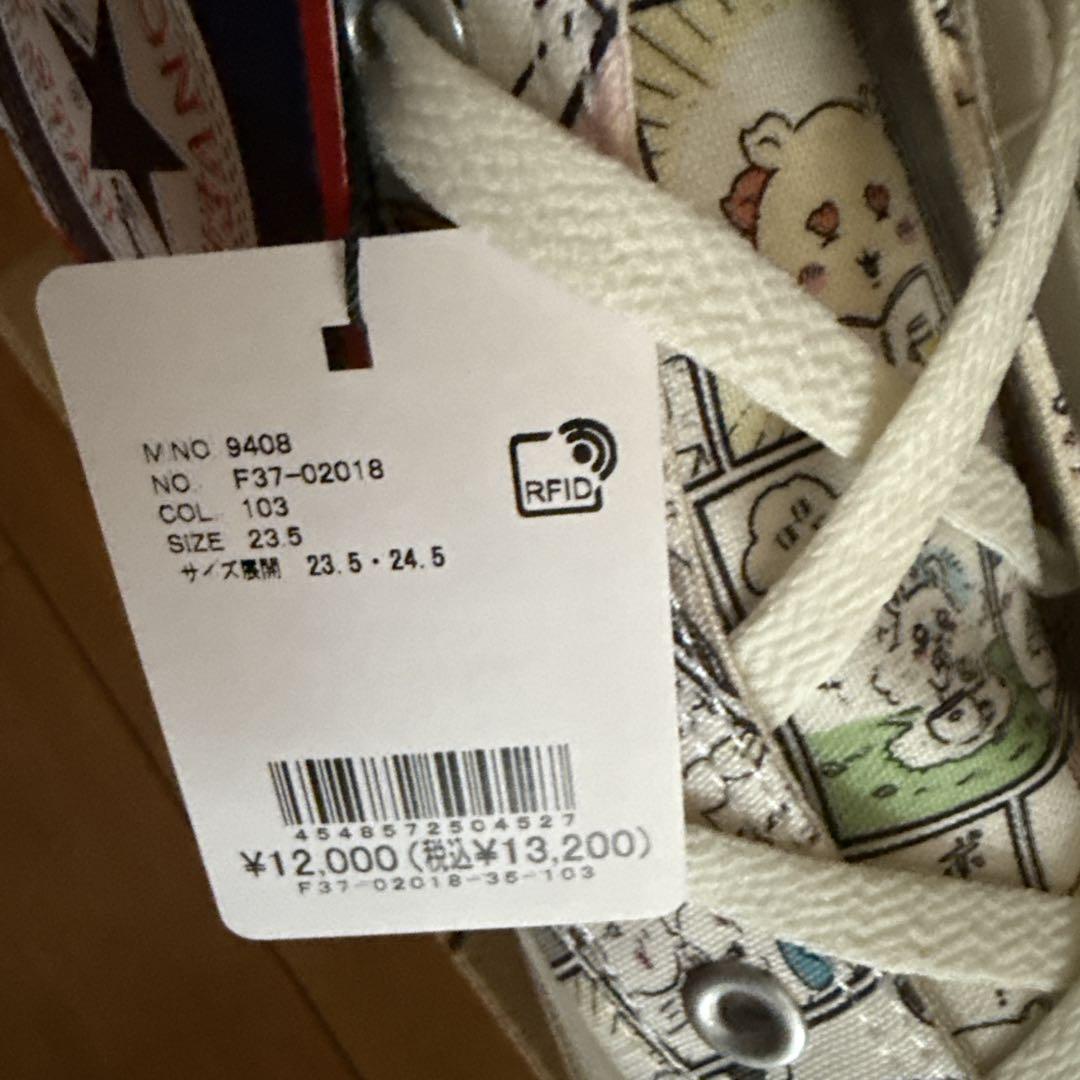 M.NO. 9408
NO. F37-02018
COL. 103
SIZE 23.5
サイズ展開 23.5・24.5
RFID
4548572504527
¥12,000(税込¥13,200)
F37-02018-35-103